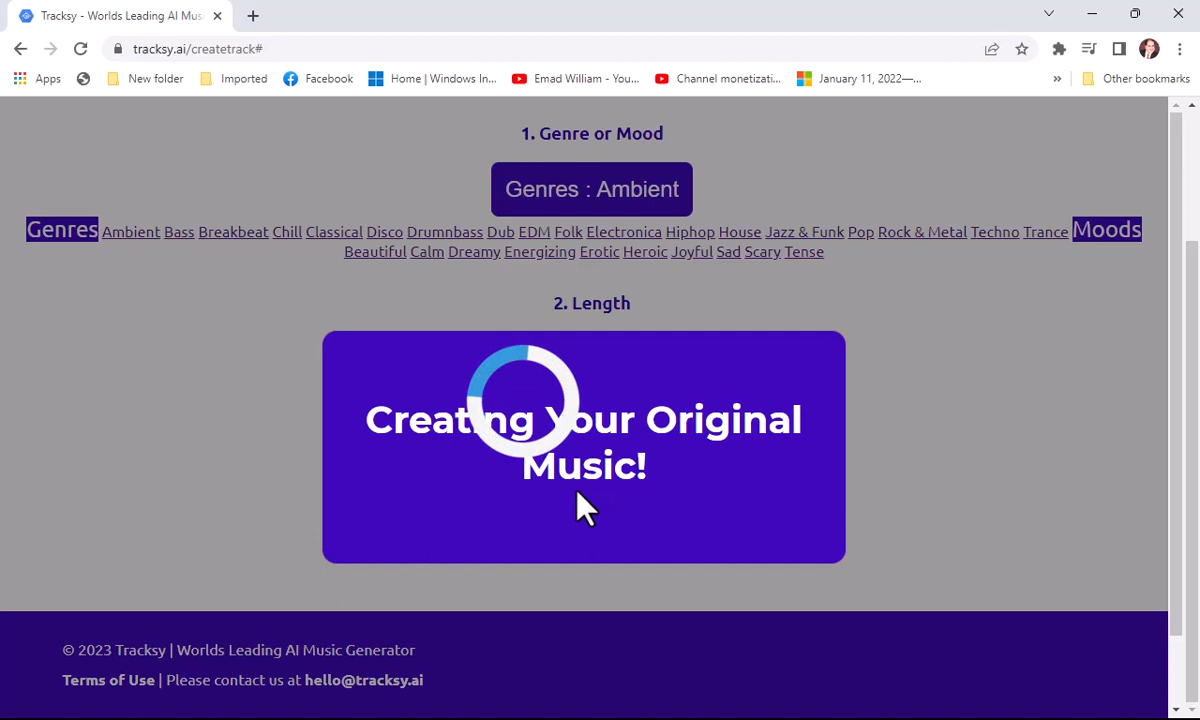 Tracksy - Worlds Leading AI Mus
tracksy.ai/createtrack#
Apps New folder Imported Facebook Home | Windows In... Emad William - You... Channel monetizati... January 11, 2022—... » Other bookmarks
1. Genre or Mood
Genres : Ambient
Genres Ambient Bass Breakbeat Chill Classical Disco Drumnbass Dub EDM Folk Electronica Hiphop House Jazz & Funk Pop Rock & Metal Techno Trance Moods
Beautiful Calm Dreamy Energizing Erotic Heroic Joyful Sad Scary Tense
2. Length
Creating Your Original
Music!
© 2023 Tracksy | Worlds Leading AI Music Generator
Terms of Use | Please contact us at hello@tracksy.ai